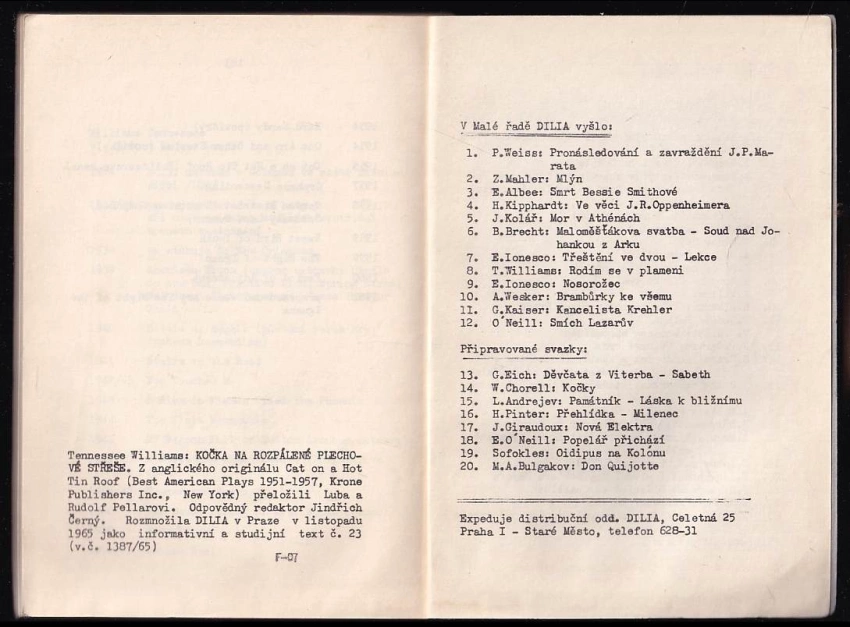 Tennessee Williams: KOČKA NA ROZPÁLENÉ PLECHO-
VÉ STŘEŠE. Z anglického originálu Cat on a Hot
Tin Roof (Best American Plays 1951-1957, Krone
Publishers Inc., New York) přeložili Luba a
Rudolf Pellarovi. Odpovědný redaktor Jindřich
Černý. Rozmnožila DILIA v Praze v listopadu
1965 jako informativní a studijní text č. 23
(v.č. 1387/65)
F-07
V Malé řadě DILIA vyšlo:
1. P.Weiss: Pronásledování a zavraždění J.P.Ma-
rata
2. Z.Mahler: Mlýn
3. E.Albee: Smrt Bessie Smithové
4. H.Kipphardt: Ve věci J.R.Oppenheimera
5. J.Kolář: Mor v Athénách
6. B.Brecht: Maloměšťákova svatba - Soud nad Jo-
hankou z Arku
7. E.Ionesco: Třeštění ve dvou - Lekce
8. T.Williams: Rodím se v plameni
9. E.Ionesco: Nosorožec
10. A.Wesker: Brambůrky ke všemu
11. G.Kaiser: Kancelista Krehler
12. O´Neill: Smích Lazarův
Připravované svazky:
13. G.Eich: Děvčata z Viterba - Sabeth
14. W.Chorell: Kočky
15. L.Andrejev: Památník - Láska k bližnímu
16. H.Pinter: Přehlídka - Milenec
17. J.Giraudoux: Nová Elektra
18. E.O´Neill: Popelář přichází
19. Sofokles: Oidipus na Kolónu
20. M.A.Bulgakov: Don Quijotte
Expeduje distribuční odd. DILIA, Celetná 25
Praha I - Staré Město, telefon 628-31